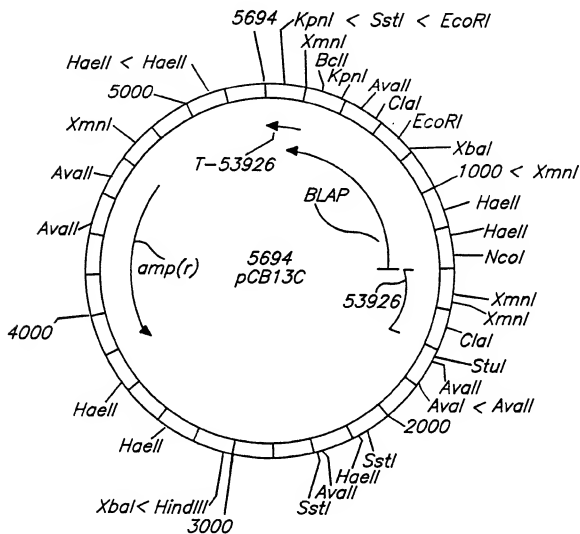 5694
KpnI < SstI < EcoRI
XmnI
BclI
KpnI
AvaII
ClaI
EcoRI
XbaI
1000 < XmnI
HaeII
HaeII
NcoI
XmnI
XmnI
ClaI
StuI
AvaII
AvaI < AvaII
2000
SstI
HaeII
AvaII
SstI
3000
XbaI < HindIII
HaeII
HaeII
4000
AvaII
AvaII
XmnI
5000
HaeII < HaeII
T-53926
BLAP
amp(r)
5694
pCB13C
53926